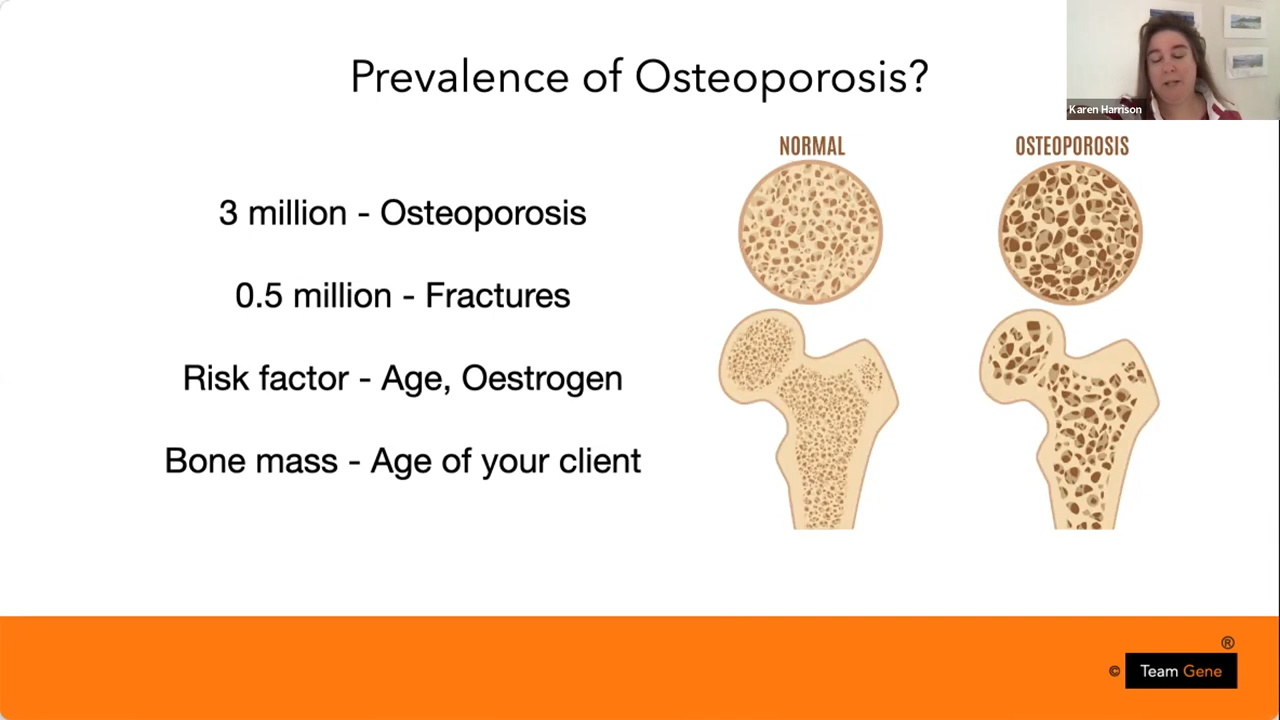 Prevalence of Osteoporosis?
Karen Harrison
3 million - Osteoporosis
0.5 million - Fractures
Risk factor - Age, Oestrogen
Bone mass - Age of your client
NORMAL
OSTEOPOROSIS
®
© Team Gene